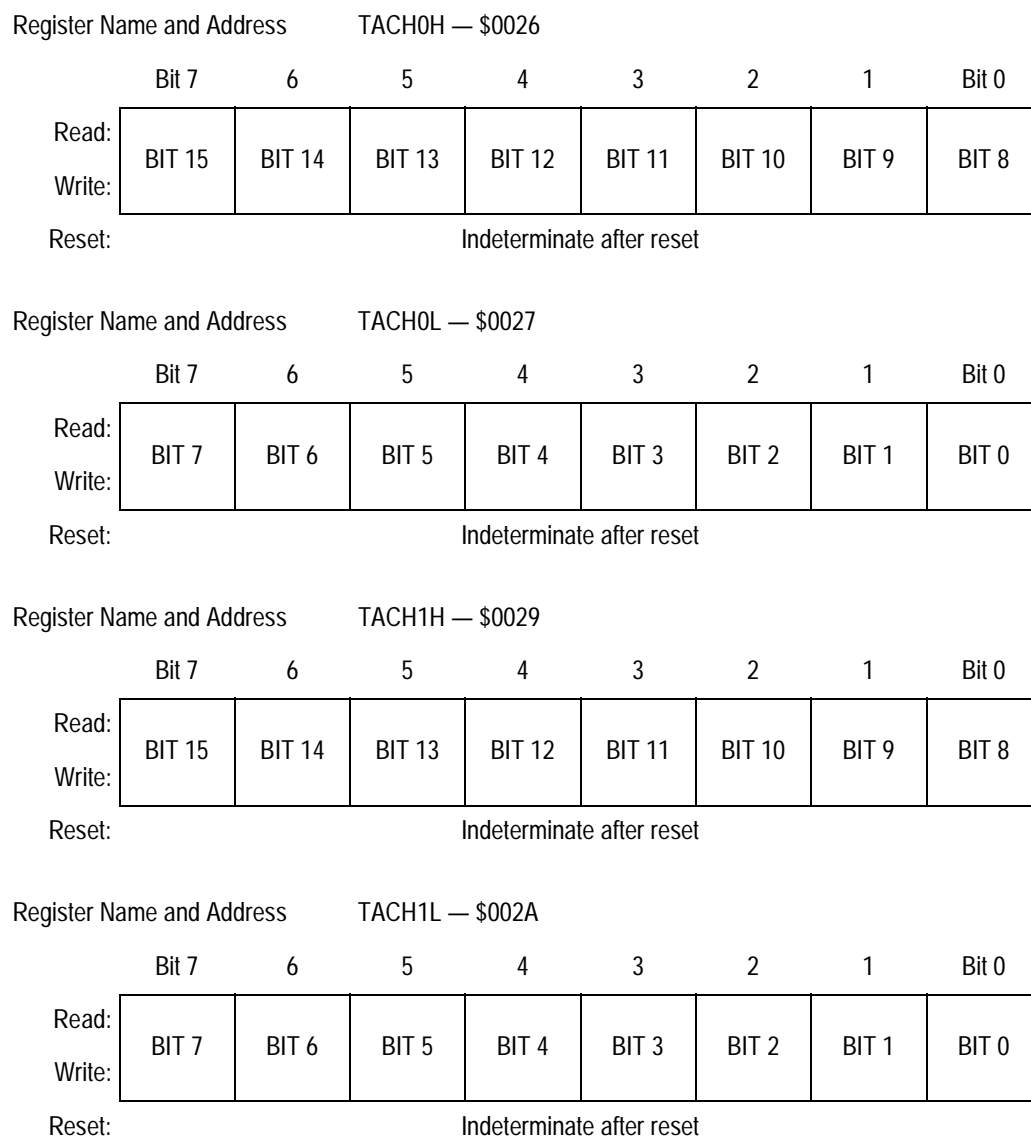 Register Name and Address TACH0H — $0026
Bit 7 6 5 4 3 2 1 Bit 0
Read:
BIT 15 BIT 14 BIT 13 BIT 12 BIT 11 BIT 10 BIT 9 BIT 8
Write:
Reset: Indeterminate after reset
Register Name and Address TACH0L — $0027
Bit 7 6 5 4 3 2 1 Bit 0
Read:
BIT 7 BIT 6 BIT 5 BIT 4 BIT 3 BIT 2 BIT 1 BIT 0
Write:
Reset: Indeterminate after reset
Register Name and Address TACH1H — $0029
Bit 7 6 5 4 3 2 1 Bit 0
Read:
BIT 15 BIT 14 BIT 13 BIT 12 BIT 11 BIT 10 BIT 9 BIT 8
Write:
Reset: Indeterminate after reset
Register Name and Address TACH1L — $002A
Bit 7 6 5 4 3 2 1 Bit 0
Read:
BIT 7 BIT 6 BIT 5 BIT 4 BIT 3 BIT 2 BIT 1 BIT 0
Write:
Reset: Indeterminate after reset